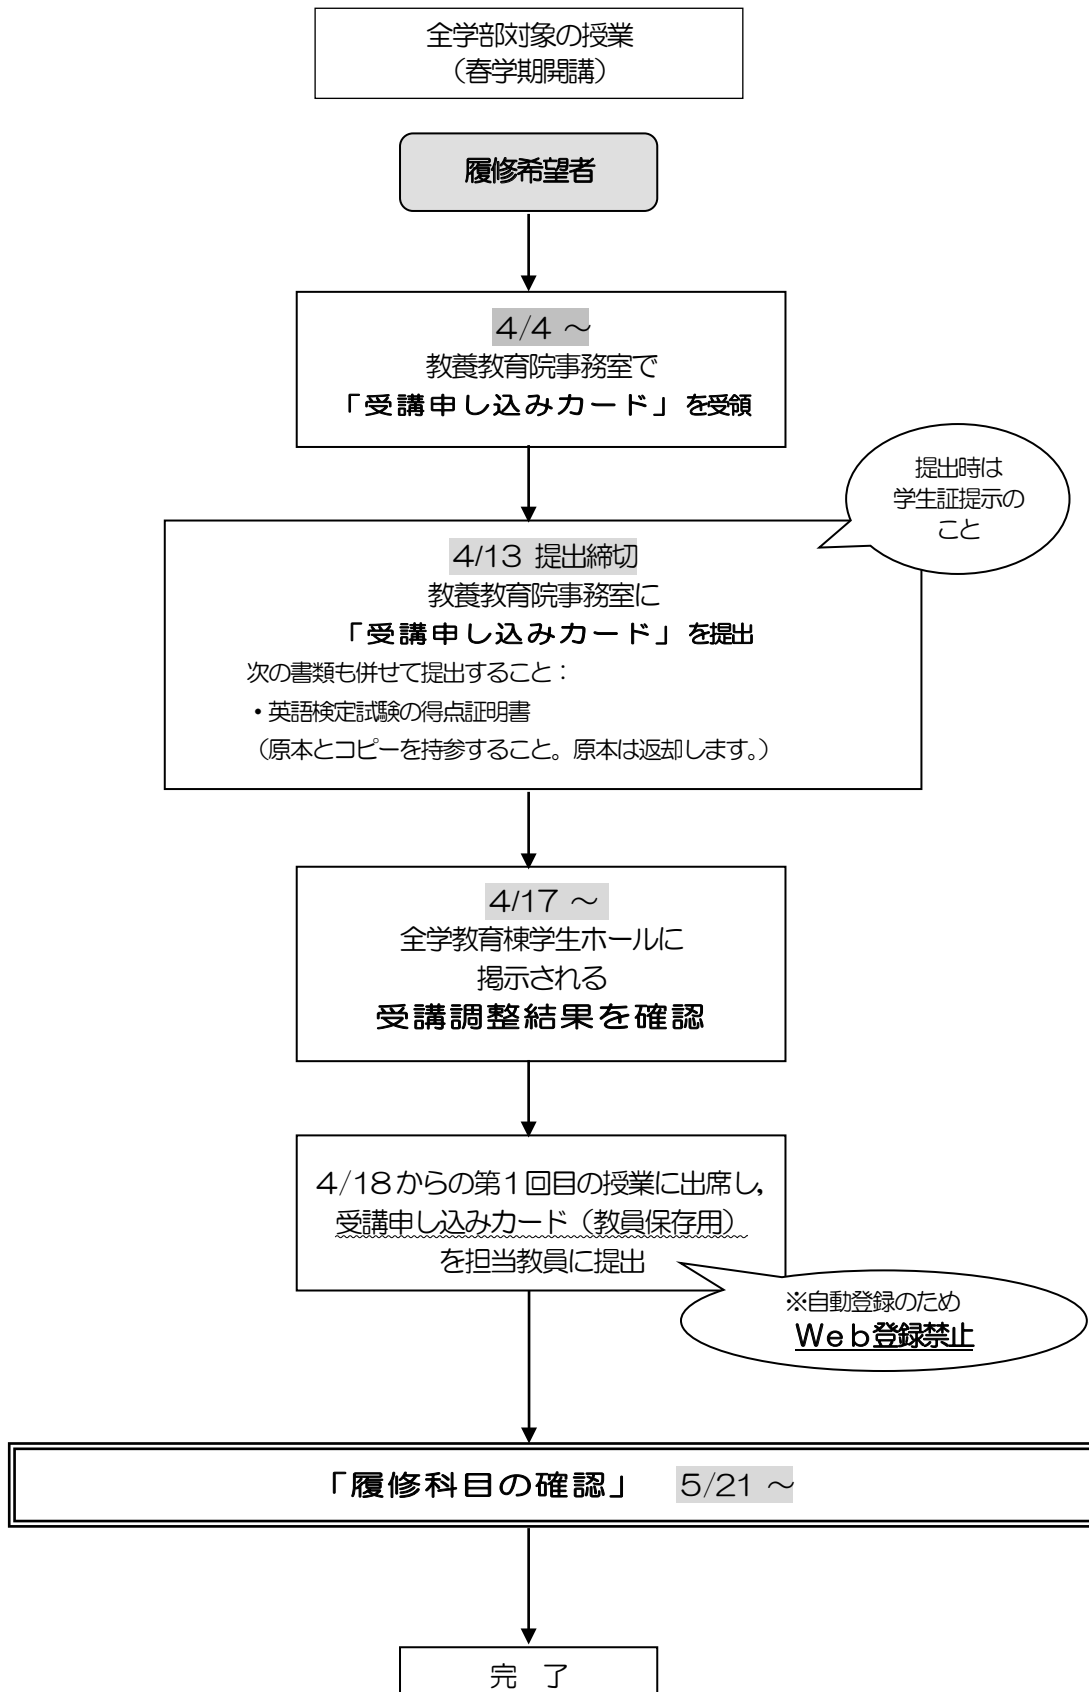 全学部対象の授業
（春学期開講）
履修希望者
4/4 ～
教養教育院事務室で
「受講申し込みカード」を受領
提出時は
学生証提示の
こと
4/13 提出締切
教養教育院事務室に
「受講申し込みカード」を提出
次の書類も併せて提出すること：
・英語検定試験の得点証明書
（原本とコピーを持参すること。原本は返却します。）
4/17 ～
全学教育棟学生ホールに
掲示される
受講調整結果を確認
4/18からの第1回目の授業に出席し，
受講申し込みカード（教員保存用）
を担当教員に提出
※自動登録のため
Web登録禁止
「履修科目の確認」 5/21 ～
完 了